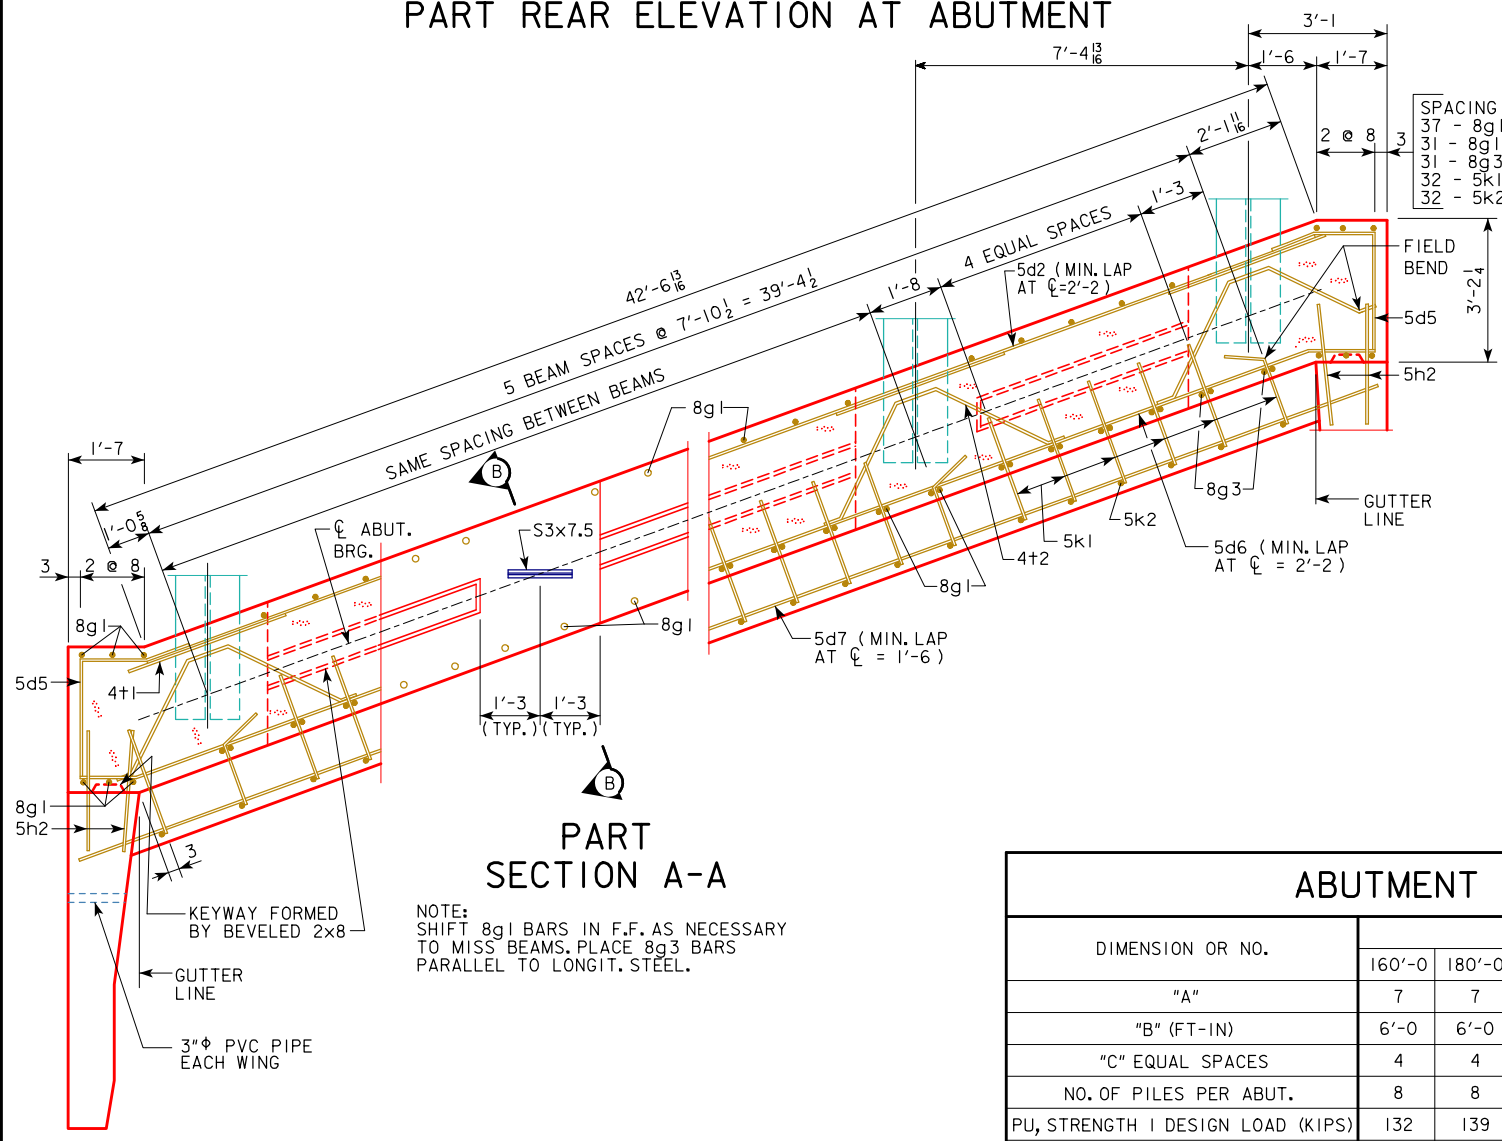 PART REAR ELEVATION AT ABUTMENT
3'-1
7'-4 13/16
1'-6
1'-7
SPACING
37 - 8g1
31 - 8g1
31 - 8g3
32 - 5k1
32 - 5k2
2 @ 8
3
2'-1 11/16
1'-3
4 EQUAL SPACES
1'-8
42'-6 13/16
5 BEAM SPACES @ 7'-10 1/2 = 39'-4 1/2
SAME SPACING BETWEEN BEAMS
5d2 (MIN. LAP
AT ℄=2'-2)
FIELD
BEND
3'-2 1/4
5d5
5h2
8g1
1'-7
B
1'-0 5/8
℄ ABUT.
BRG.
S3x7.5
8g3
GUTTER
LINE
5k2
5k1
5d6 (MIN. LAP
AT ℄ = 2'-2)
4t2
8g1
3
2 @ 8
8g1
8g1
5d7 (MIN. LAP
AT ℄ = 1'-6)
5d5
4t1
1'-3
1'-3
(TYP.)
(TYP.)
B
8g1
5h2
3
PART
SECTION A-A
KEYWAY FORMED
BY BEVELED 2x8
NOTE:
SHIFT 8g1 BARS IN F.F. AS NECESSARY
TO MISS BEAMS. PLACE 8g3 BARS
PARALLEL TO LONGIT. STEEL.
GUTTER
LINE
3"Φ PVC PIPE
EACH WING
ABUTMENT
DIMENSION OR NO.
160'-0 180'-0
"A" 7 7
"B" (FT-IN) 6'-0 6'-0
"C" EQUAL SPACES 4 4
NO. OF PILES PER ABUT. 8 8
PU, STRENGTH I DESIGN LOAD (KIPS) 132 139